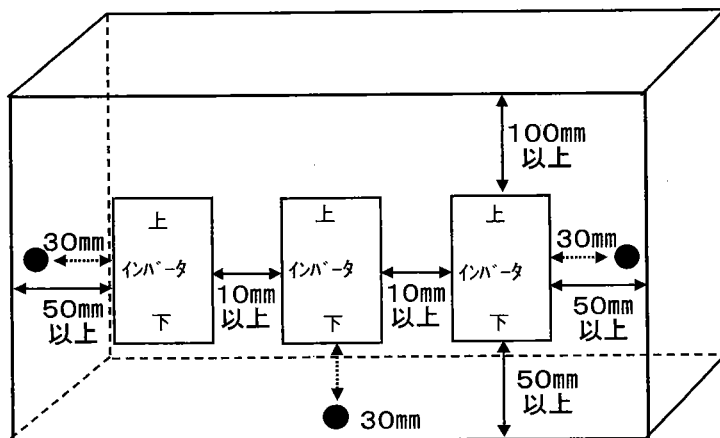 100mm
以上
上
上
上
30mm
インバータ
インバータ
インバータ
30mm
50mm
以上
下
10mm
以上
下
10mm
以上
下
50mm
以上
50mm
以上
30mm